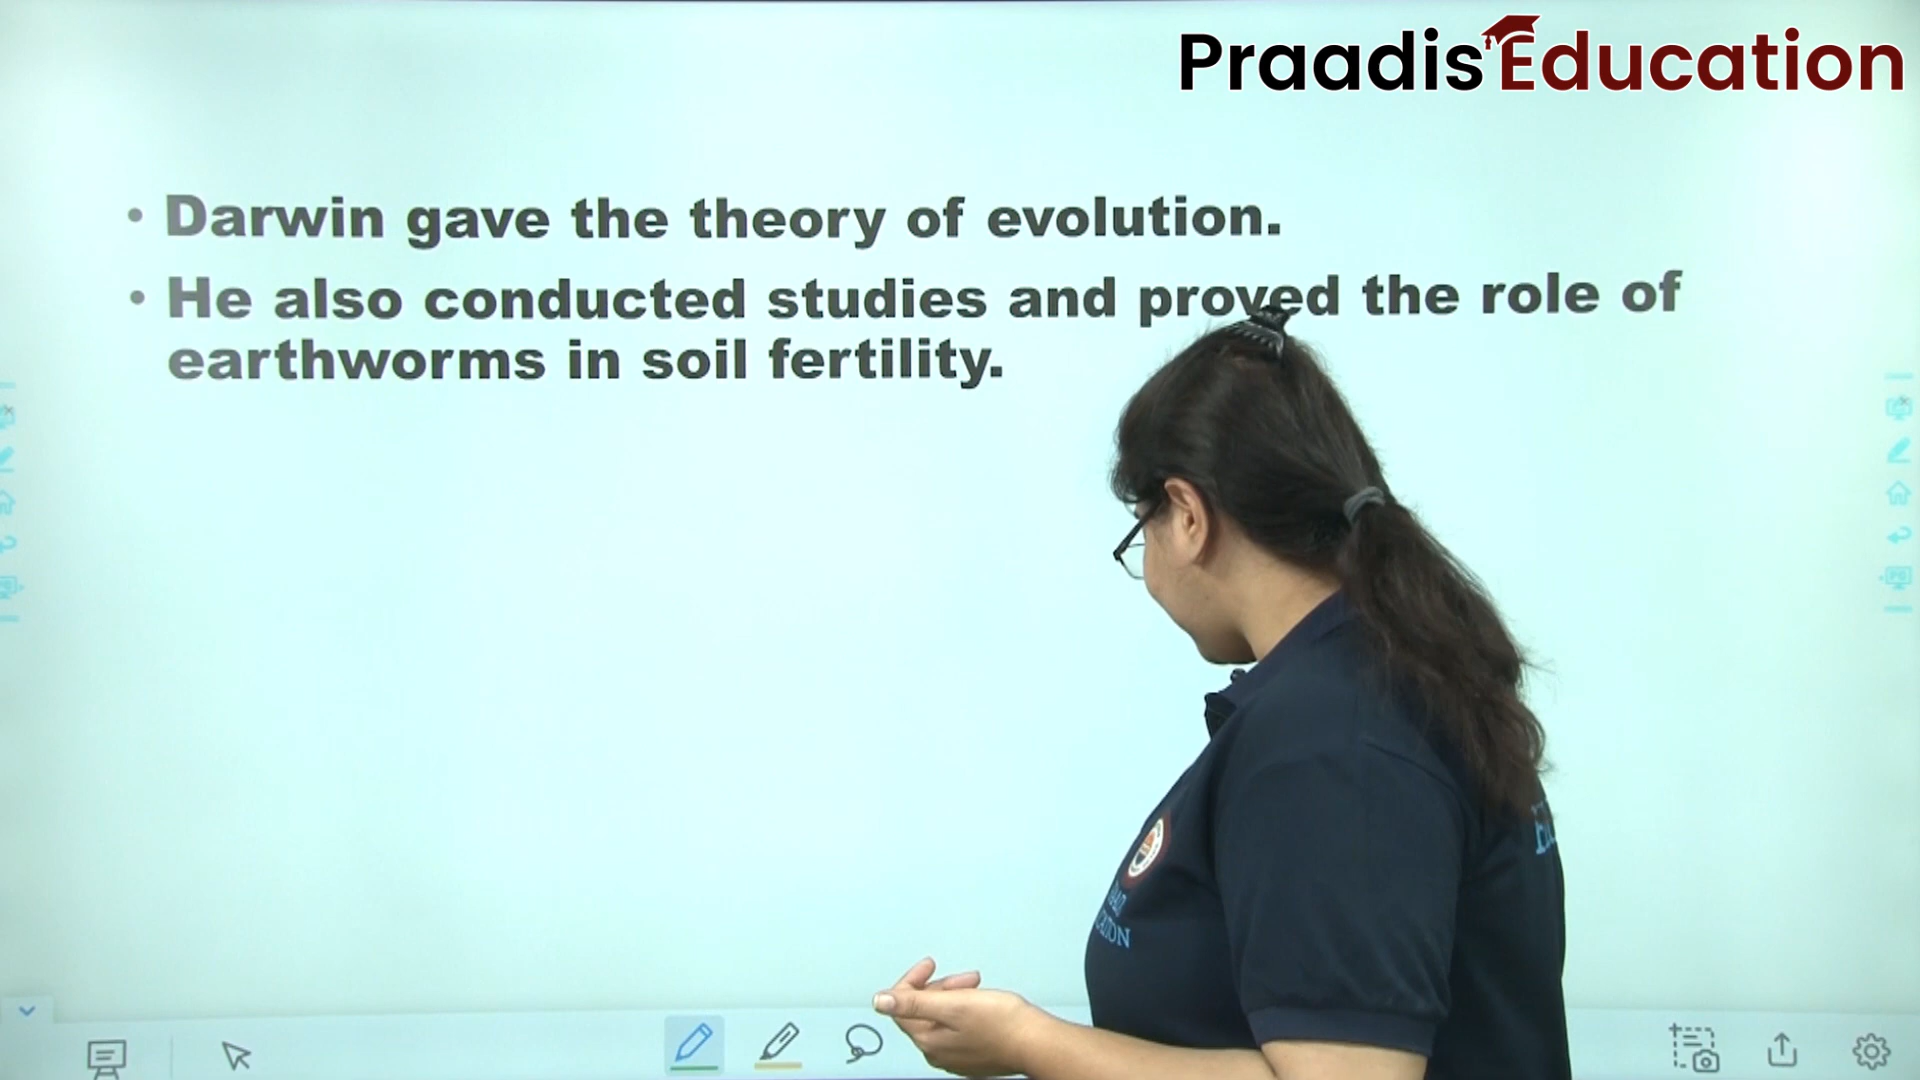 Praadis Education
• Darwin gave the theory of evolution.
• He also conducted studies and proved the role of
earthworms in soil fertility.